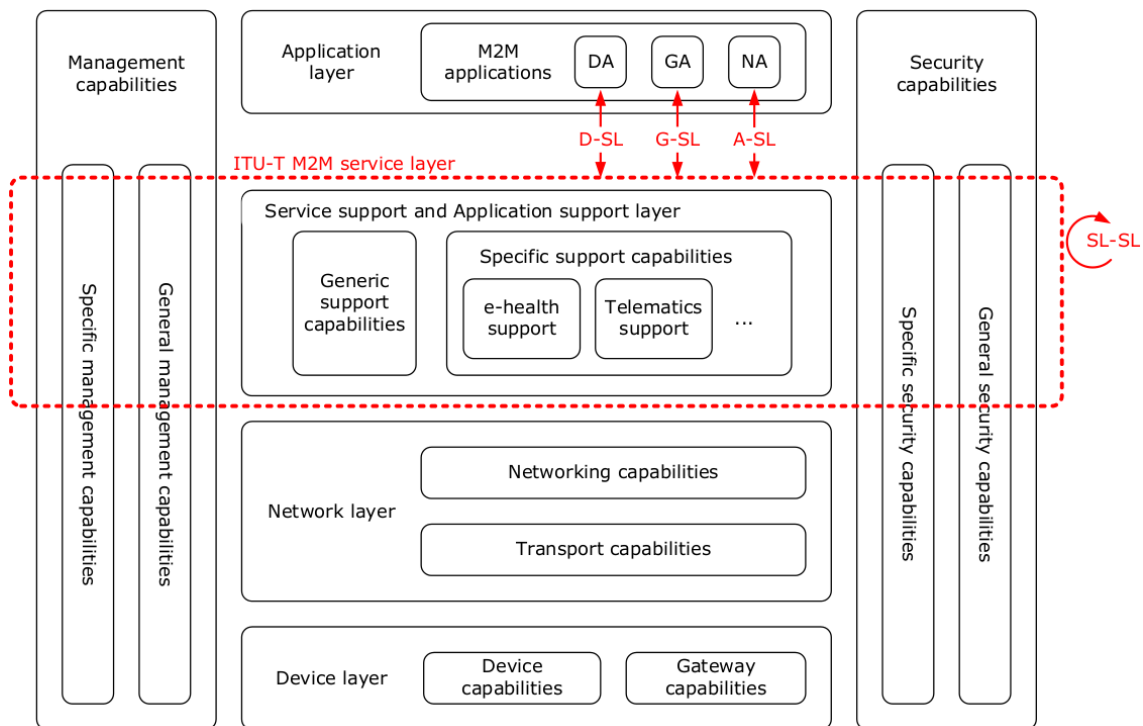 Management
capabilities
Specific management capabilities
General management capabilities
Application
layer
M2M
applications
DA
GA
NA
D-SL
G-SL
A-SL
ITU-T M2M service layer
Service support and Application support layer
Generic
support
capabilities
Specific support capabilities
e-health
support
Telematics
support
...
Network layer
Networking capabilities
Transport capabilities
Device layer
Device
capabilities
Gateway
capabilities
Security
capabilities
Specific security capabilities
General security capabilities
SL-SL